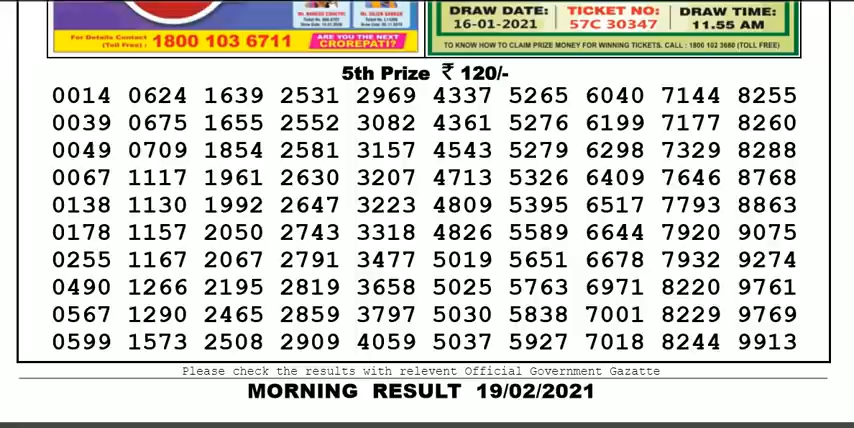 For Details Contact
(Toll Free) : 1800 103 6711
ARE YOU THE NEXT
CROREPATI?
DRAW DATE:
16-01-2021
TICKET NO:
57C 30347
DRAW TIME:
11.55 AM
TO KNOW HOW TO CLAIM PRIZE MONEY FOR WINNING TICKETS. CALL : 1800 102 3680 (TOLL FREE)
5th Prize ₹ 120/-
0014 0624 1639 2531 2969 4337 5265 6040 7144 8255
0039 0675 1655 2552 3082 4361 5276 6199 7177 8260
0049 0709 1854 2581 3157 4543 5279 6298 7329 8288
0067 1117 1961 2630 3207 4713 5326 6409 7646 8768
0138 1130 1992 2647 3223 4809 5395 6517 7793 8863
0178 1157 2050 2743 3318 4826 5589 6644 7920 9075
0255 1167 2067 2791 3477 5019 5651 6678 7932 9274
0490 1266 2195 2819 3658 5025 5763 6971 8220 9761
0567 1290 2465 2859 3797 5030 5838 7001 8229 9769
0599 1573 2508 2909 4059 5037 5927 7018 8244 9913
Please check the results with relevent Official Government Gazatte
MORNING RESULT 19/02/2021